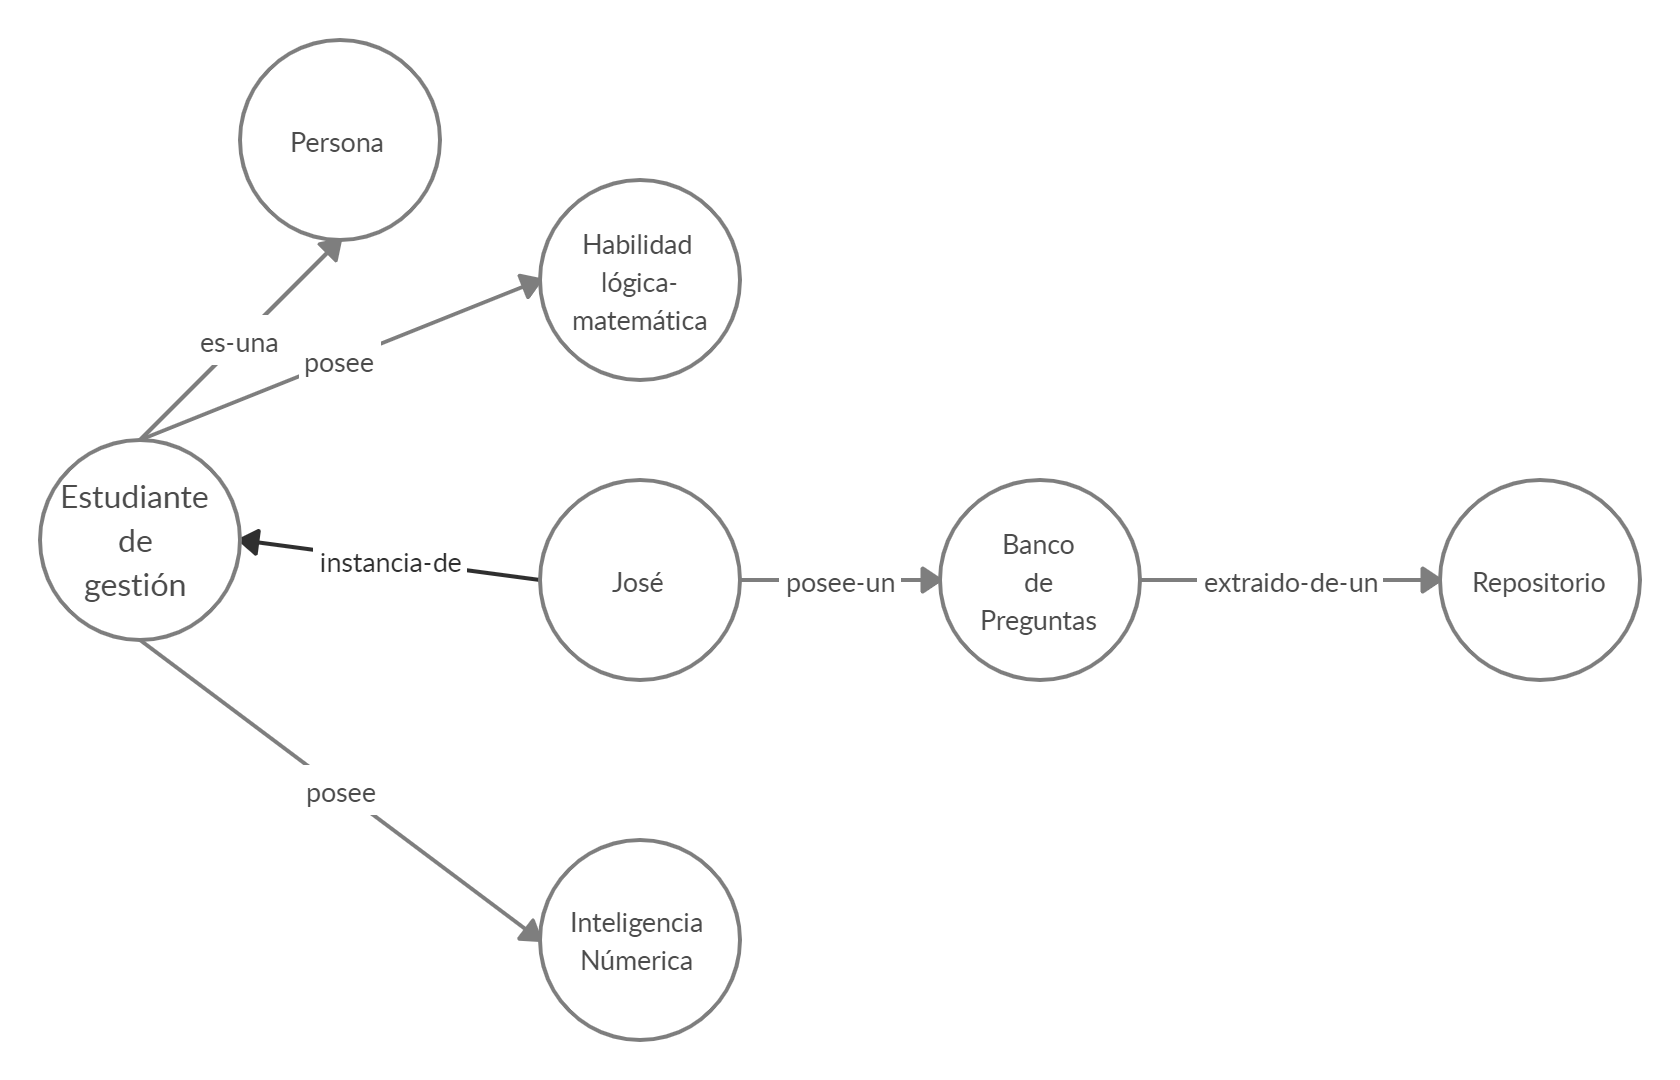 Persona
Habilidad
lógica-
matemática
es-una
posee
Estudiante
de
gestión
instancia-de
José
posee-un
Banco
de
Preguntas
extraido-de-un
Repositorio
posee
Inteligencia
Númerica